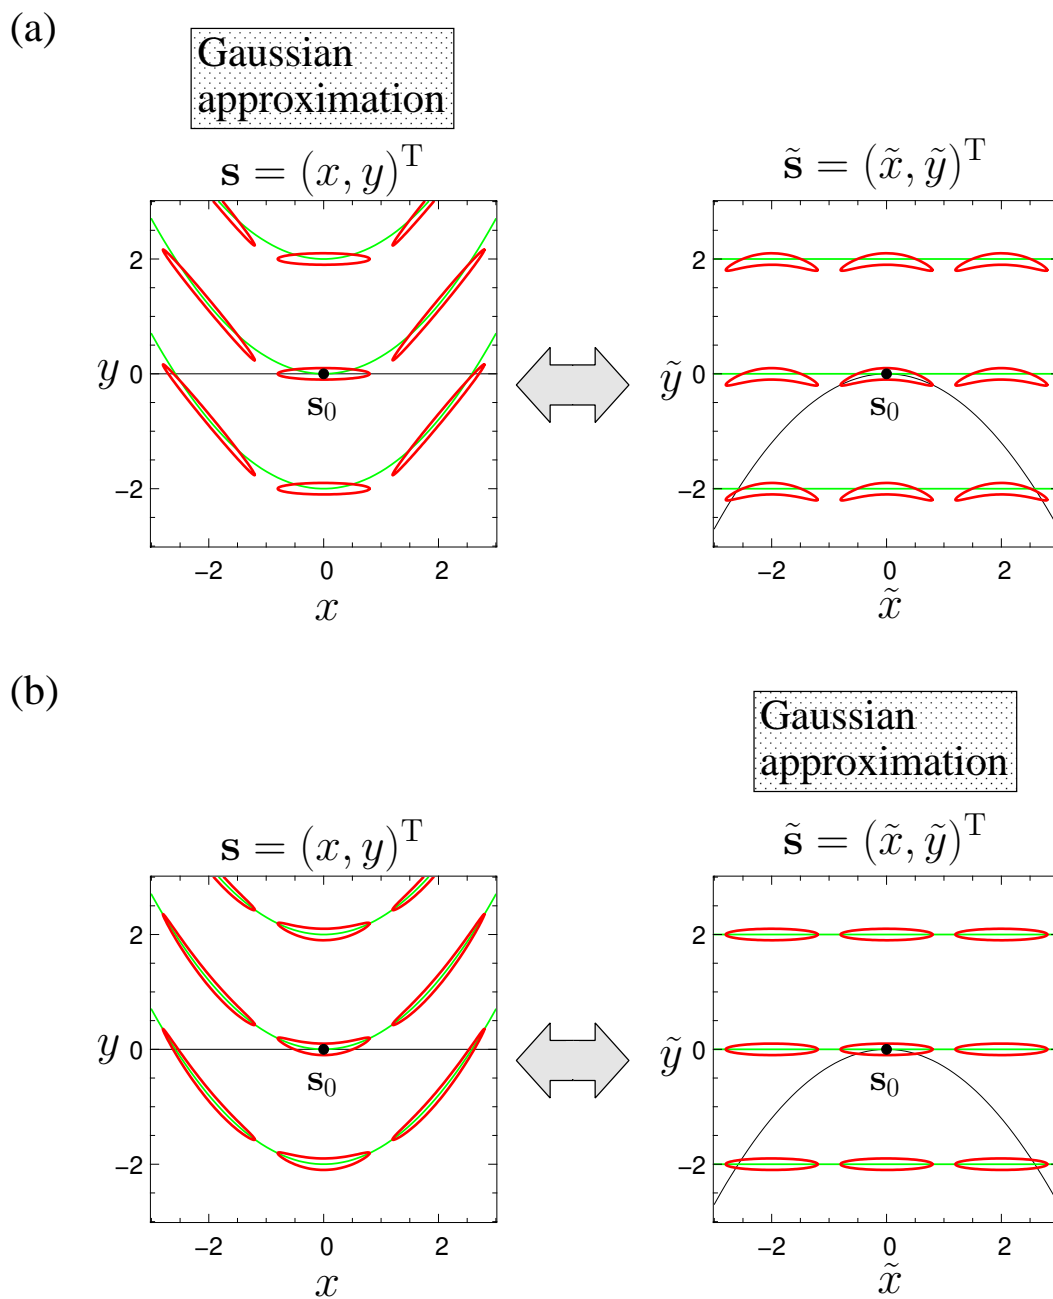 (a)
Gaussian
approximation
s = (x, y)ᵀ
s̃ = (x̃, ỹ)ᵀ
2
0
−2
y
s₀
−2 0 2
x
2
0
−2
ỹ
s₀
−2 0 2
x̃
(b)
Gaussian
approximation
s = (x, y)ᵀ
s̃ = (x̃, ỹ)ᵀ
2
0
−2
y
s₀
−2 0 2
x
2
0
−2
ỹ
s₀
−2 0 2
x̃